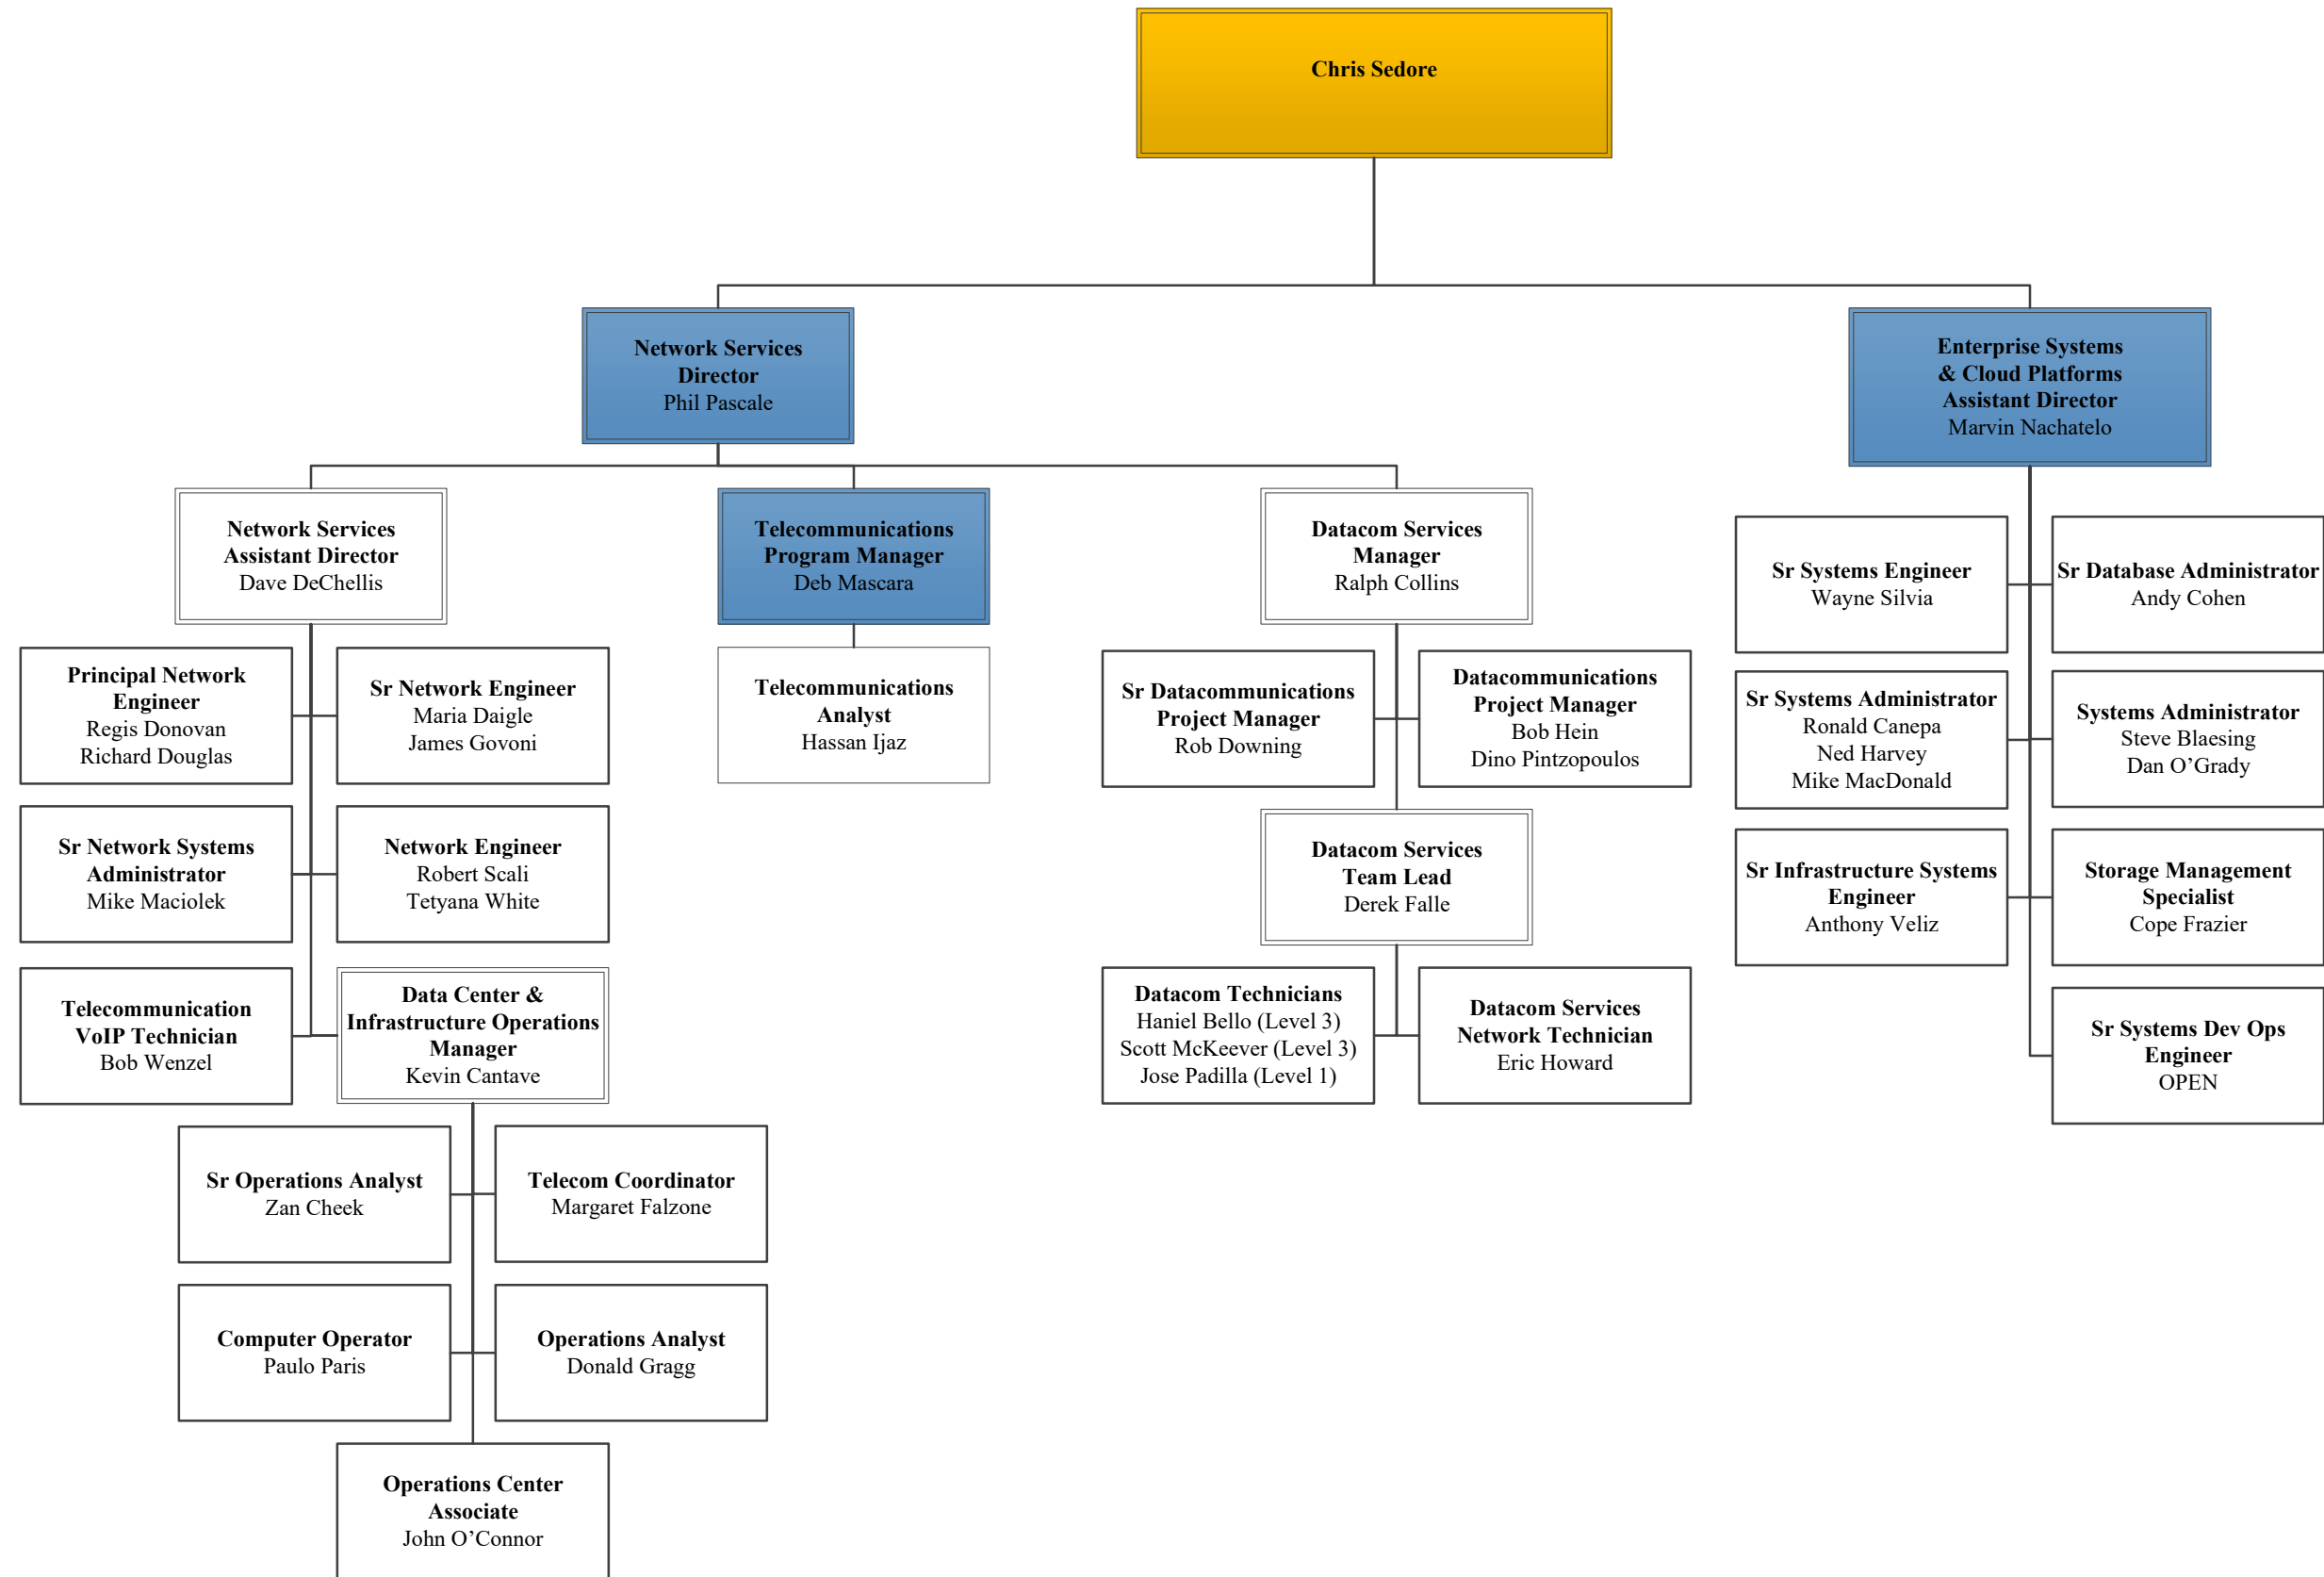 Chris Sedore
Network Services
Director
Phil Pascale
Enterprise Systems
& Cloud Platforms
Assistant Director
Marvin Nachatelo
Network Services
Assistant Director
Dave DeChellis
Telecommunications
Program Manager
Deb Mascara
Datacom Services
Manager
Ralph Collins
Sr Systems Engineer
Wayne Silvia
Sr Database Administrator
Andy Cohen
Principal Network
Engineer
Regis Donovan
Richard Douglas
Sr Network Engineer
Maria Daigle
James Govoni
Telecommunications
Analyst
Hassan Ijaz
Sr Datacommunications
Project Manager
Rob Downing
Datacommunications
Project Manager
Bob Hein
Dino Pintzopoulos
Sr Systems Administrator
Ronald Canepa
Ned Harvey
Mike MacDonald
Systems Administrator
Steve Blaesing
Dan O’Grady
Sr Network Systems
Administrator
Mike Maciolek
Network Engineer
Robert Scali
Tetyana White
Datacom Services
Team Lead
Derek Falle
Sr Infrastructure Systems
Engineer
Anthony Veliz
Storage Management
Specialist
Cope Frazier
Telecommunication
VoIP Technician
Bob Wenzel
Data Center &
Infrastructure Operations
Manager
Kevin Cantave
Datacom Technicians
Haniel Bello (Level 3)
Scott McKeever (Level 3)
Jose Padilla (Level 1)
Datacom Services
Network Technician
Eric Howard
Sr Systems Dev Ops
Engineer
OPEN
Sr Operations Analyst
Zan Cheek
Telecom Coordinator
Margaret Falzone
Computer Operator
Paulo Paris
Operations Analyst
Donald Gragg
Operations Center
Associate
John O’Connor